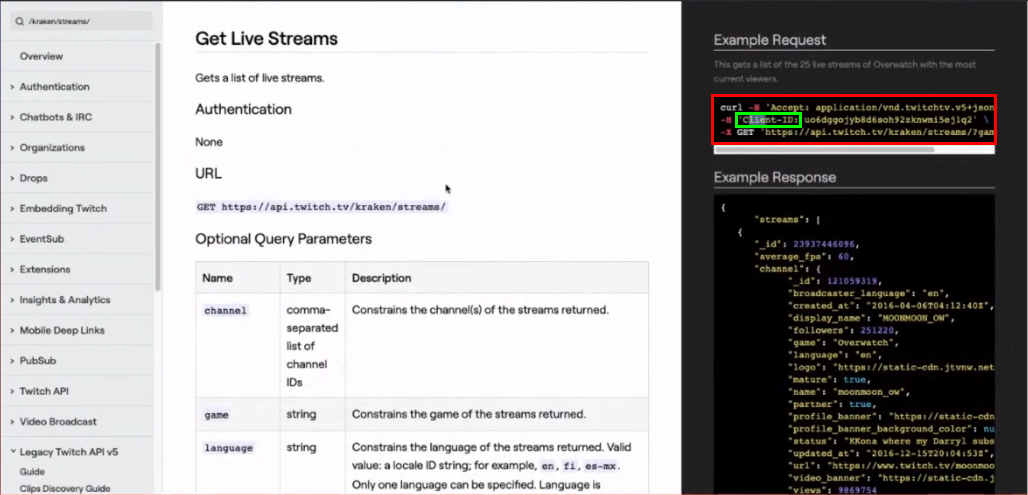 /kraken/streams/
Overview
Authentication
Chatbots & IRC
Organizations
Drops
Embedding Twitch
EventSub
Extensions
Insights & Analytics
Mobile Deep Links
PubSub
Twitch API
Video Broadcast
Legacy Twitch API v5
Guide
Clips Discovery Guide
Get Live Streams
Gets a list of live streams.
Authentication
None
URL
GET https://api.twitch.tv/kraken/streams/
Optional Query Parameters
Name Type Description
channel comma-separated list of channel IDs Constrains the channel(s) of the streams returned.
game string Constrains the game of the streams returned.
language string Constrains the language of the streams returned. Valid
value: a locale ID string; for example, en, fi, es-mx.
Only one language can be specified. Language is
Example Request
This gets a list of the 25 live streams of Overwatch with the most
current viewers.
curl -H 'Accept: application/vnd.twitchtv.v5+json
-H 'Client-ID: uo6dggojyb8d6soh92zknwmi5ej1q2' \
-X GET 'https://api.twitch.tv/kraken/streams/?gam
Example Response
{
"streams": [
{
"_id": 23937446096,
"average_fps": 60,
"channel": {
"_id": 121059319,
"broadcaster_language": "en",
"created_at": "2016-04-06T04:12:40Z",
"display_name": "MOONMOON_OW",
"followers": 251220,
"game": "Overwatch",
"language": "en",
"logo": "https://static-cdn.jtvnw.net
"mature": true,
"name": "moonmoon_ow",
"partner": true,
"profile_banner": "https://static-cdn
"profile_banner_background_color": nu
"status": "KKona where my Darryl subs
"updated_at": "2016-12-15T20:04:53Z",
"url": "https://www.twitch.tv/moonmoo
"video_banner": "https://static-cdn.j
"views": 9869754